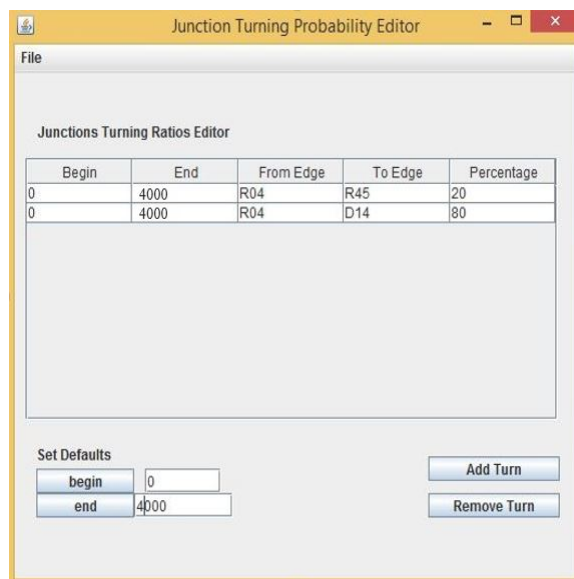 Junction Turning Probability Editor
File
Junctions Turning Ratios Editor
Begin End From Edge To Edge Percentage
0 4000 R04 R45 20
0 4000 R04 D14 80
Set Defaults
begin 0
end 4000
Add Turn
Remove Turn